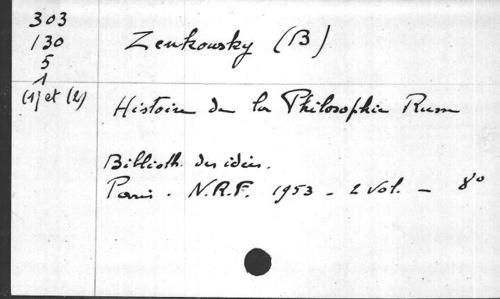 303
130
5
1
(1) et (2)
Zenkowsky (B)
Histoire de la Philosophie Russe
Biblioth. des idées.
Paris. N.R.F. 1953 - 2 vol. - 8°